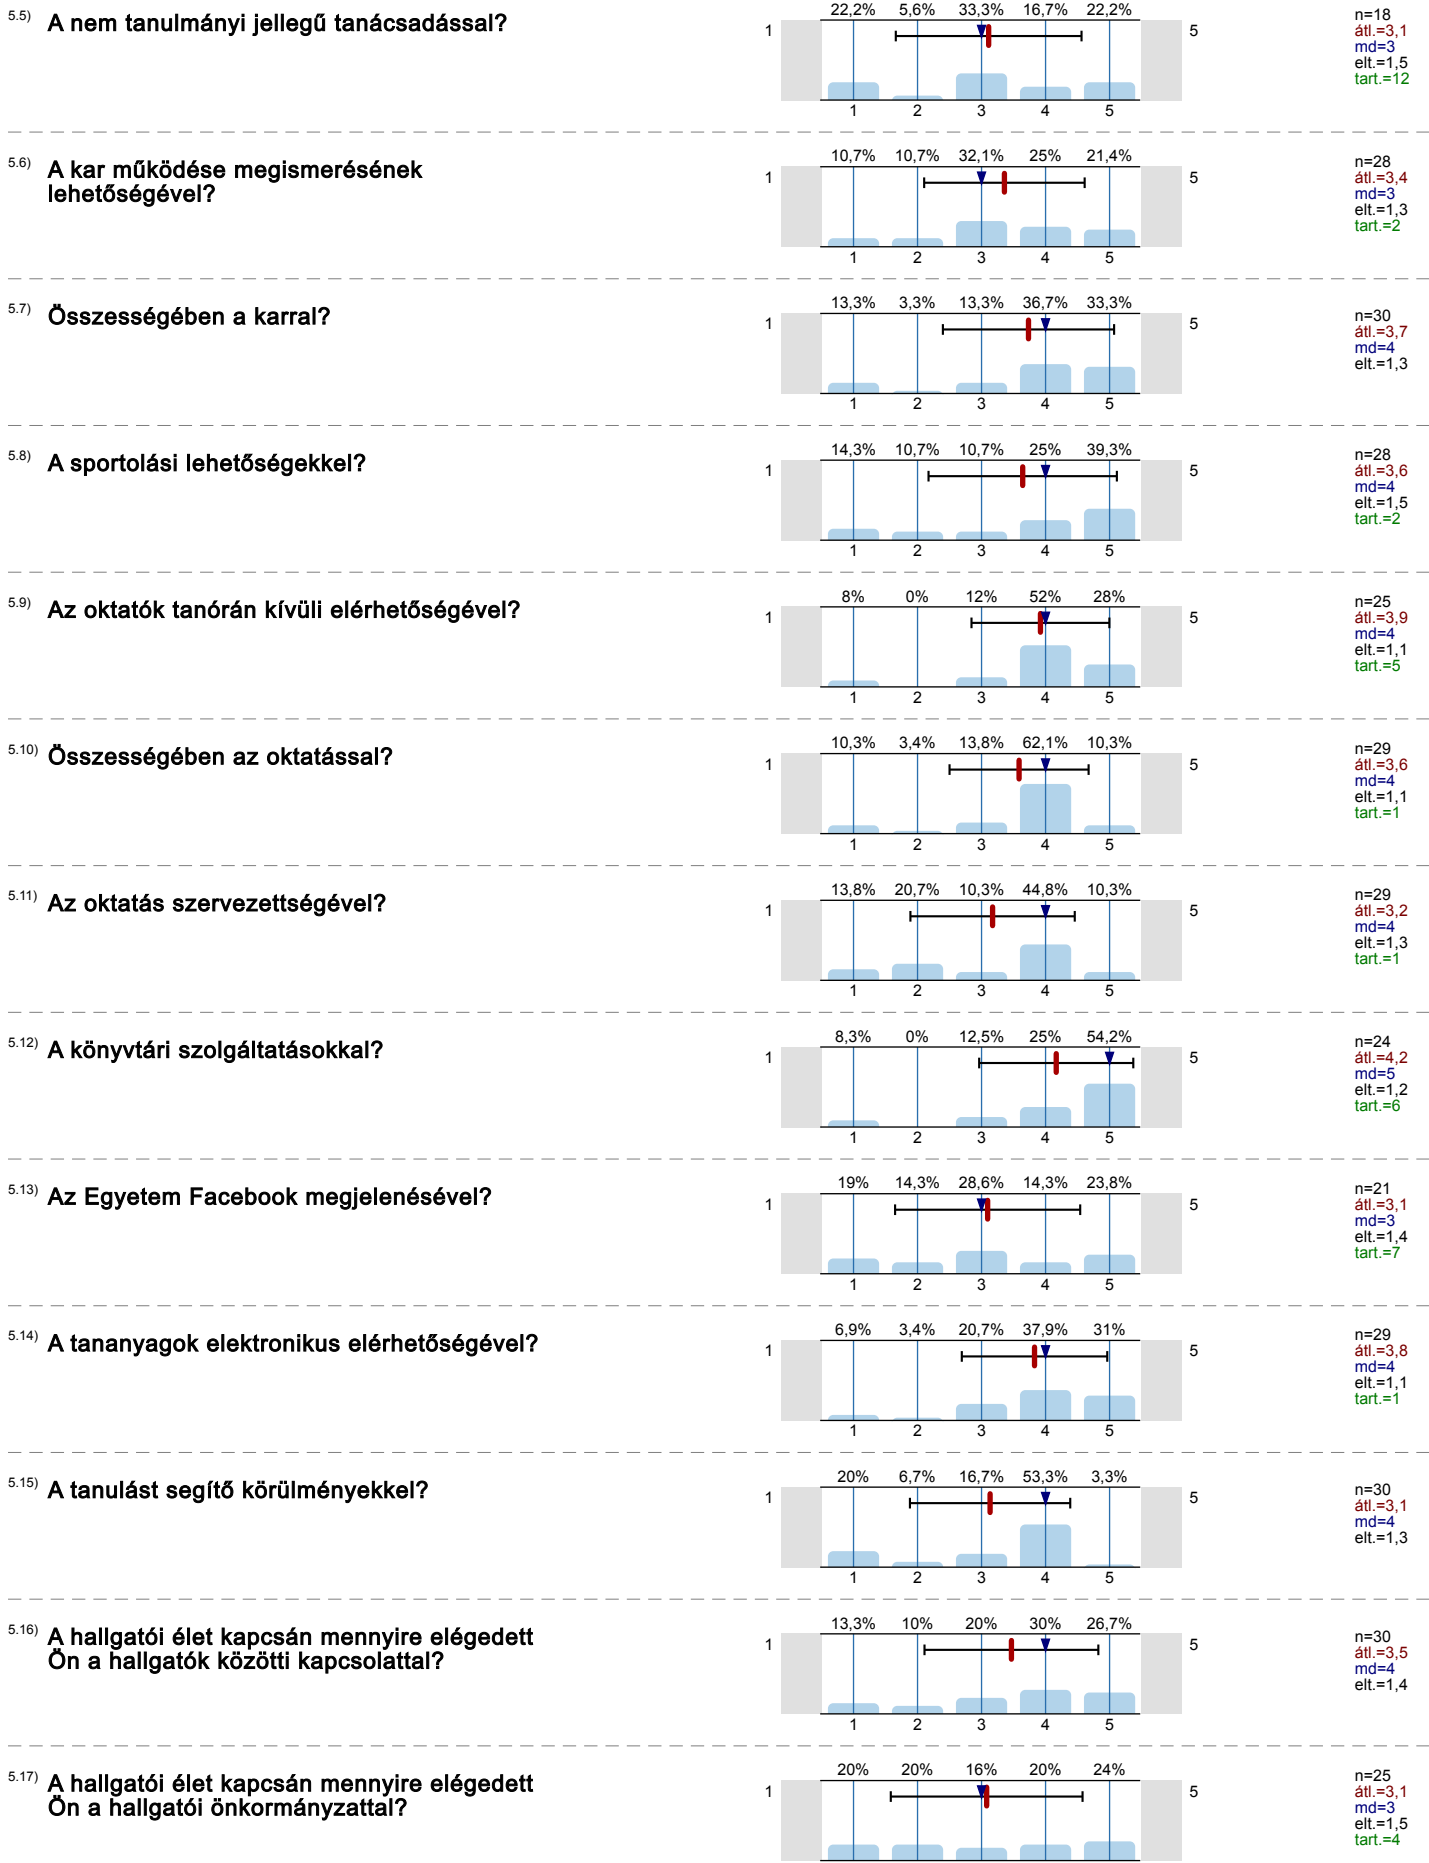 5.5) A nem tanulmányi jellegű tanácsadással?
22,2% 5,6% 33,3% 16,7% 22,2%
1 5
1 2 3 4 5
n=18
átl.=3,1
md=3
elt.=1,5
tart.=12
5.6) A kar működése megismerésének
lehetőségével?
10,7% 10,7% 32,1% 25% 21,4%
1 5
1 2 3 4 5
n=28
átl.=3,4
md=3
elt.=1,3
tart.=2
5.7) Összességében a karral?
13,3% 3,3% 13,3% 36,7% 33,3%
1 5
1 2 3 4 5
n=30
átl.=3,7
md=4
elt.=1,3
5.8) A sportolási lehetőségekkel?
14,3% 10,7% 10,7% 25% 39,3%
1 5
1 2 3 4 5
n=28
átl.=3,6
md=4
elt.=1,5
tart.=2
5.9) Az oktatók tanórán kívüli elérhetőségével?
8% 0% 12% 52% 28%
1 5
1 2 3 4 5
n=25
átl.=3,9
md=4
elt.=1,1
tart.=5
5.10) Összességében az oktatással?
10,3% 3,4% 13,8% 62,1% 10,3%
1 5
1 2 3 4 5
n=29
átl.=3,6
md=4
elt.=1,1
tart.=1
5.11) Az oktatás szervezettségével?
13,8% 20,7% 10,3% 44,8% 10,3%
1 5
1 2 3 4 5
n=29
átl.=3,2
md=4
elt.=1,3
tart.=1
5.12) A könyvtári szolgáltatásokkal?
8,3% 0% 12,5% 25% 54,2%
1 5
1 2 3 4 5
n=24
átl.=4,2
md=5
elt.=1,2
tart.=6
5.13) Az Egyetem Facebook megjelenésével?
19% 14,3% 28,6% 14,3% 23,8%
1 5
1 2 3 4 5
n=21
átl.=3,1
md=3
elt.=1,4
tart.=7
5.14) A tananyagok elektronikus elérhetőségével?
6,9% 3,4% 20,7% 37,9% 31%
1 5
1 2 3 4 5
n=29
átl.=3,8
md=4
elt.=1,1
tart.=1
5.15) A tanulást segítő körülményekkel?
20% 6,7% 16,7% 53,3% 3,3%
1 5
1 2 3 4 5
n=30
átl.=3,1
md=4
elt.=1,3
5.16) A hallgatói élet kapcsán mennyire elégedett
Ön a hallgatók közötti kapcsolattal?
13,3% 10% 20% 30% 26,7%
1 5
1 2 3 4 5
n=30
átl.=3,5
md=4
elt.=1,4
5.17) A hallgatói élet kapcsán mennyire elégedett
Ön a hallgatói önkormányzattal?
20% 20% 16% 20% 24%
1 5
n=25
átl.=3,1
md=3
elt.=1,5
tart.=4